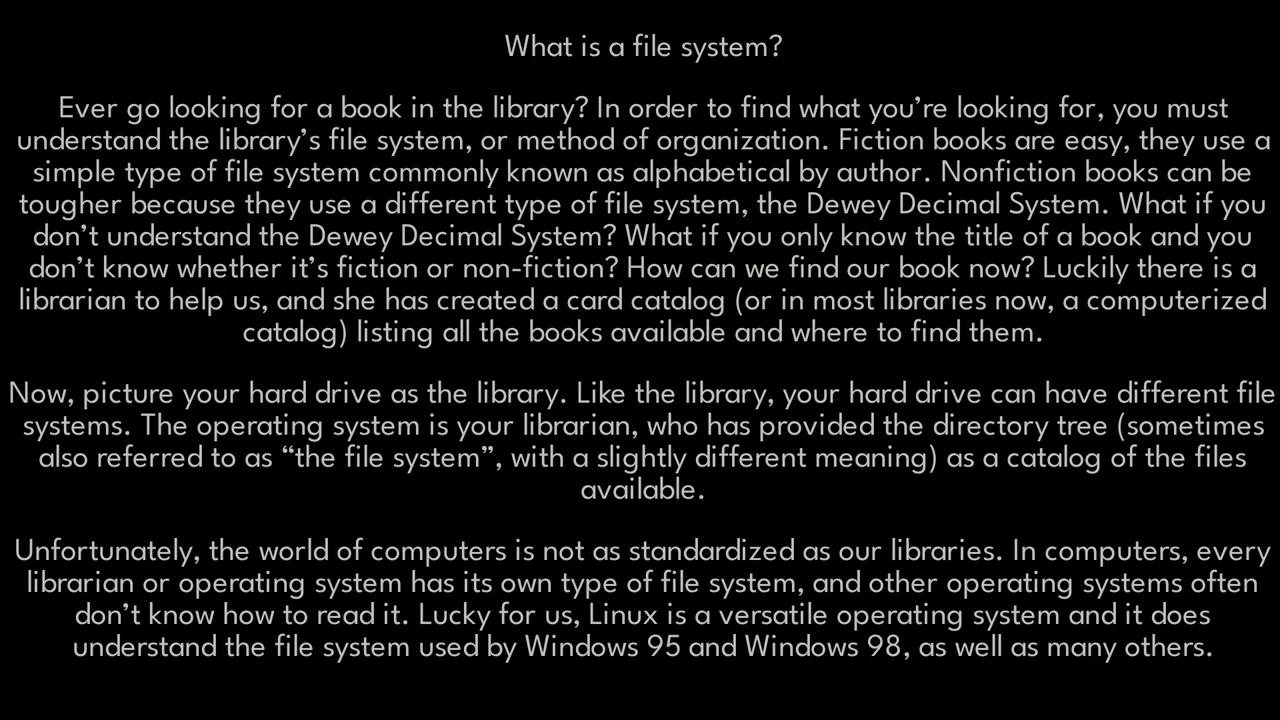 What is a file system?
Ever go looking for a book in the library? In order to find what you’re looking for, you must
understand the library’s file system, or method of organization. Fiction books are easy, they use a
simple type of file system commonly known as alphabetical by author. Nonfiction books can be
tougher because they use a different type of file system, the Dewey Decimal System. What if you
don’t understand the Dewey Decimal System? What if you only know the title of a book and you
don’t know whether it’s fiction or non-fiction? How can we find our book now? Luckily there is a
librarian to help us, and she has created a card catalog (or in most libraries now, a computerized
catalog) listing all the books available and where to find them.
Now, picture your hard drive as the library. Like the library, your hard drive can have different file
systems. The operating system is your librarian, who has provided the directory tree (sometimes
also referred to as “the file system”, with a slightly different meaning) as a catalog of the files
available.
Unfortunately, the world of computers is not as standardized as our libraries. In computers, every
librarian or operating system has its own type of file system, and other operating systems often
don’t know how to read it. Lucky for us, Linux is a versatile operating system and it does
understand the file system used by Windows 95 and Windows 98, as well as many others.